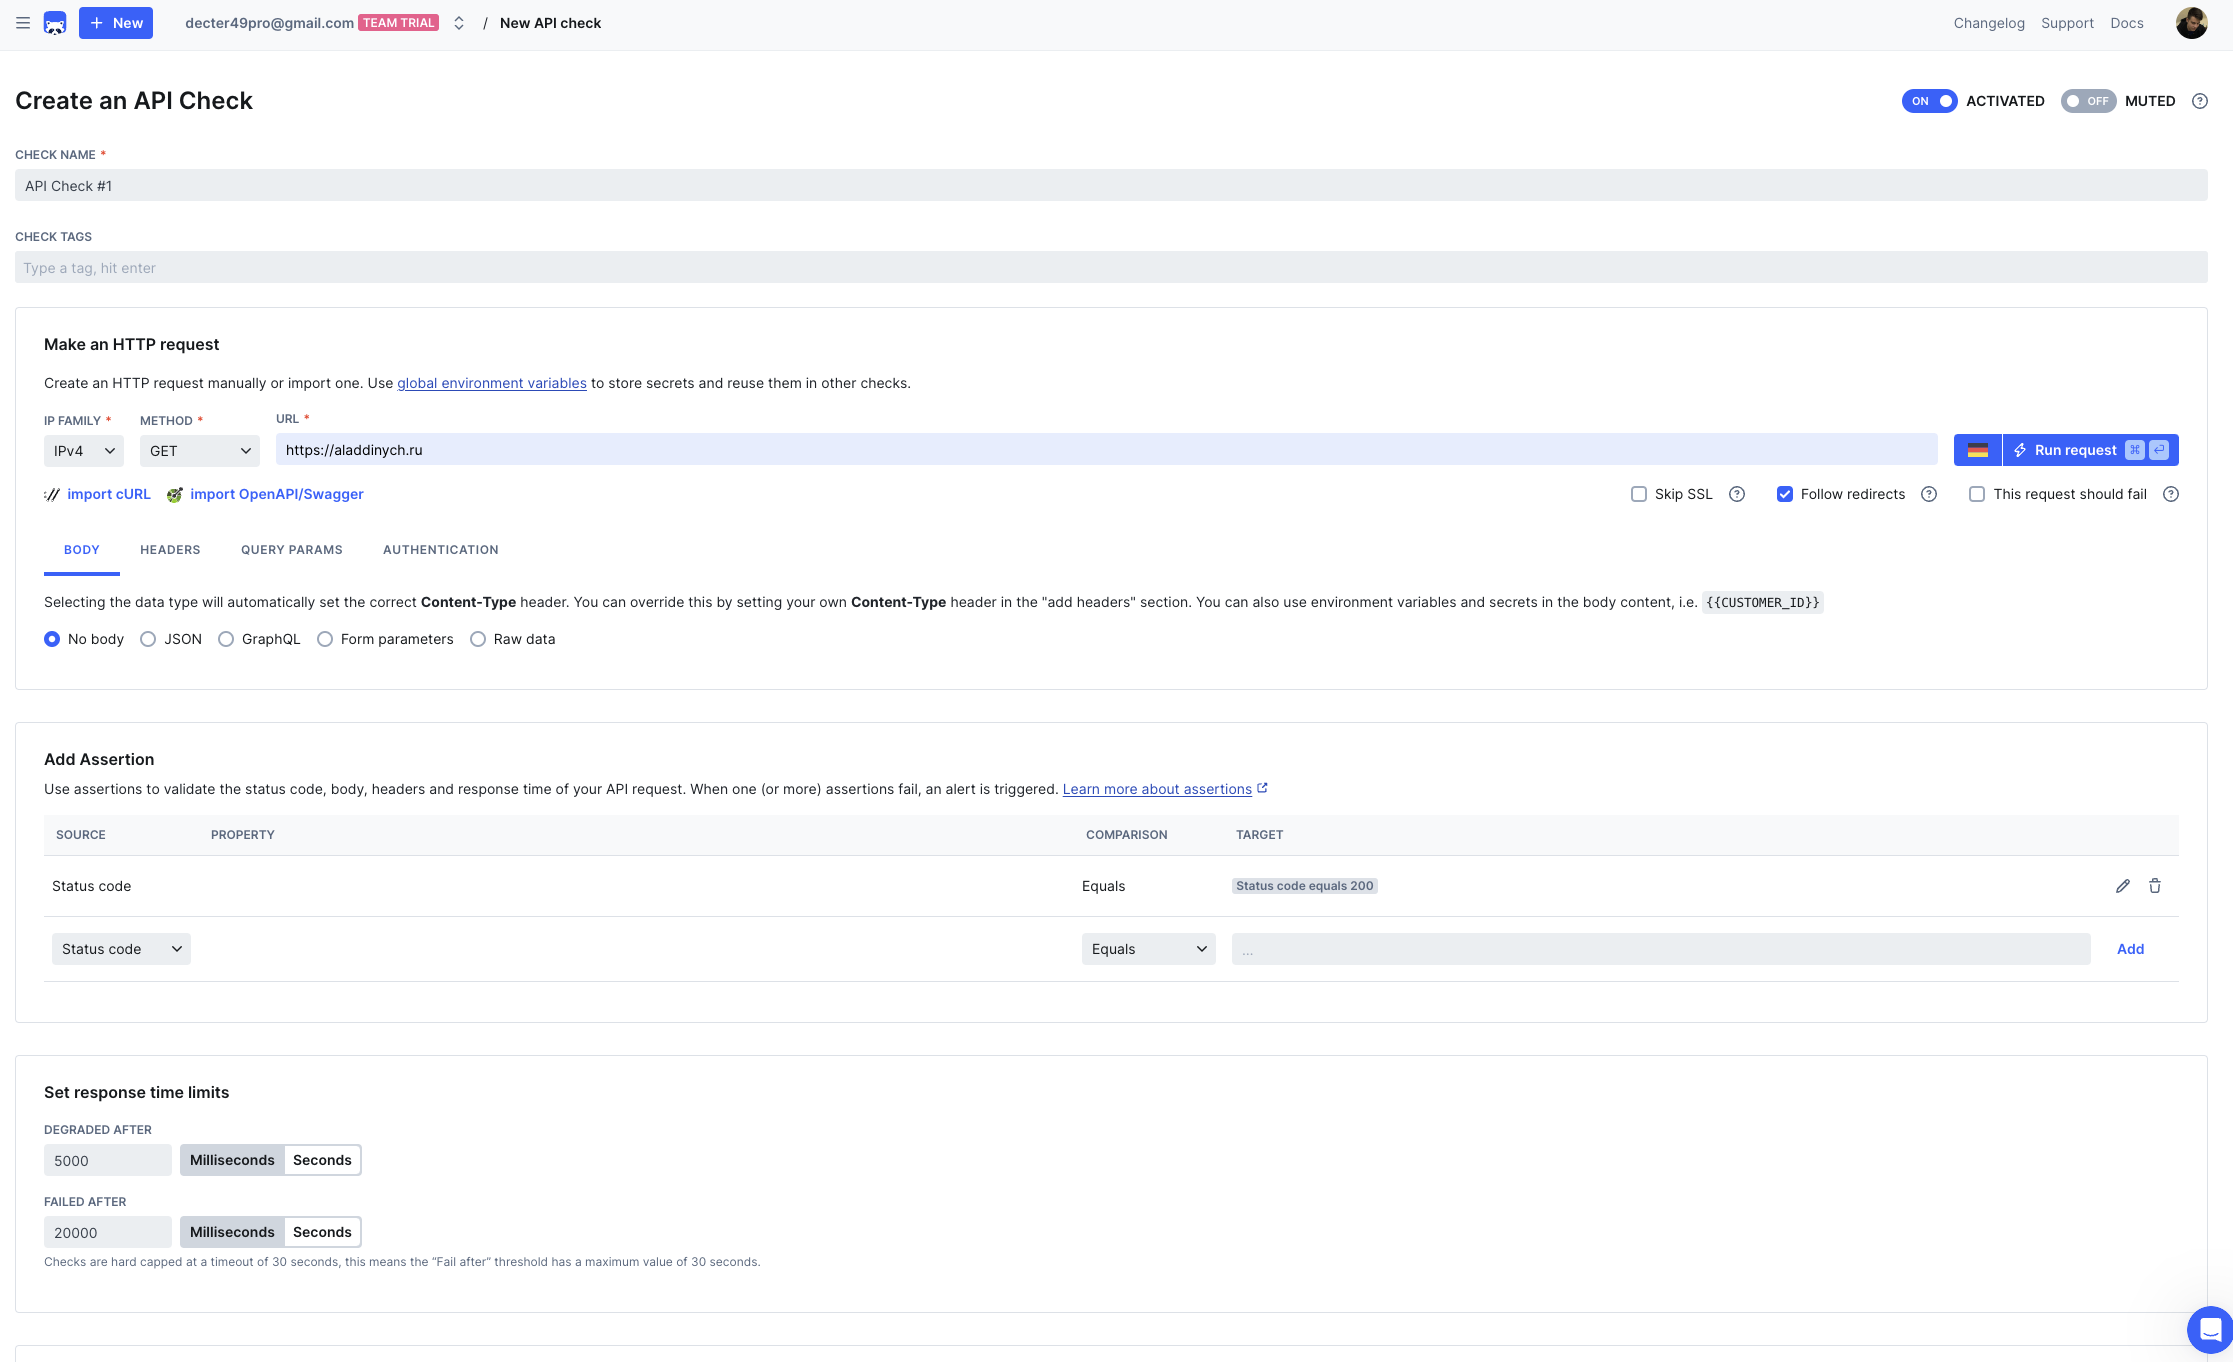 New decter49pro@gmail.com TEAM TRIAL / New API check Changelog Support Docs
Create an API Check ON ACTIVATED OFF MUTED
CHECK NAME *
API Check #1
CHECK TAGS
Type a tag, hit enter
Make an HTTP request
Create an HTTP request manually or import one. Use global environment variables to store secrets and reuse them in other checks.
IP FAMILY * METHOD * URL *
IPv4 GET https://aladdinych.ru Run request
import cURL import OpenAPI/Swagger Skip SSL Follow redirects This request should fail
BODY HEADERS QUERY PARAMS AUTHENTICATION
Selecting the data type will automatically set the correct Content-Type header. You can override this by setting your own Content-Type header in the "add headers" section. You can also use environment variables and secrets in the body content, i.e. {{CUSTOMER_ID}}
No body JSON GraphQL Form parameters Raw data
Add Assertion
Use assertions to validate the status code, body, headers and response time of your API request. When one (or more) assertions fail, an alert is triggered. Learn more about assertions
SOURCE PROPERTY COMPARISON TARGET
Status code Equals Status code equals 200
Status code Equals ... Add
Set response time limits
DEGRADED AFTER
5000 Milliseconds Seconds
FAILED AFTER
20000 Milliseconds Seconds
Checks are hard capped at a timeout of 30 seconds, this means the “Fail after” threshold has a maximum value of 30 seconds.